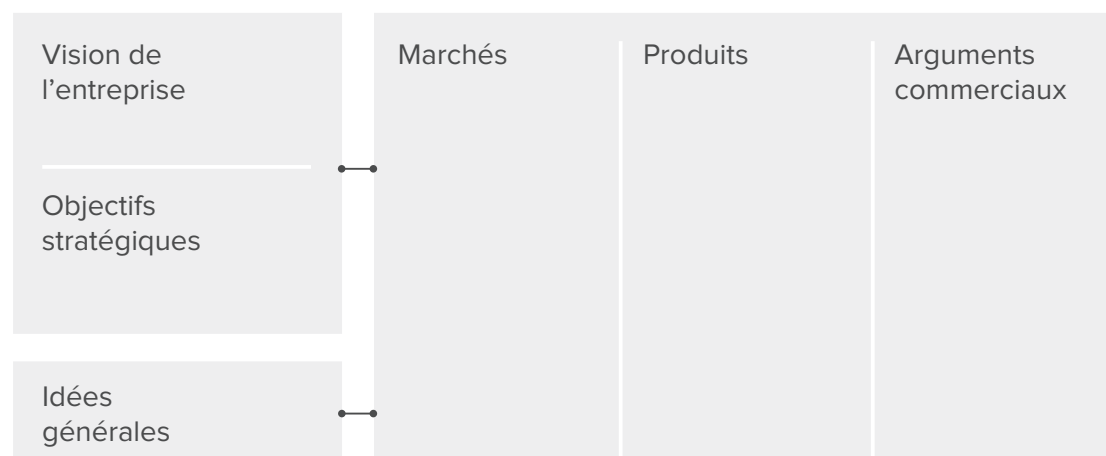 Vision de
l’entreprise
Objectifs
stratégiques
Idées
générales
Marchés
Produits
Arguments
commerciaux